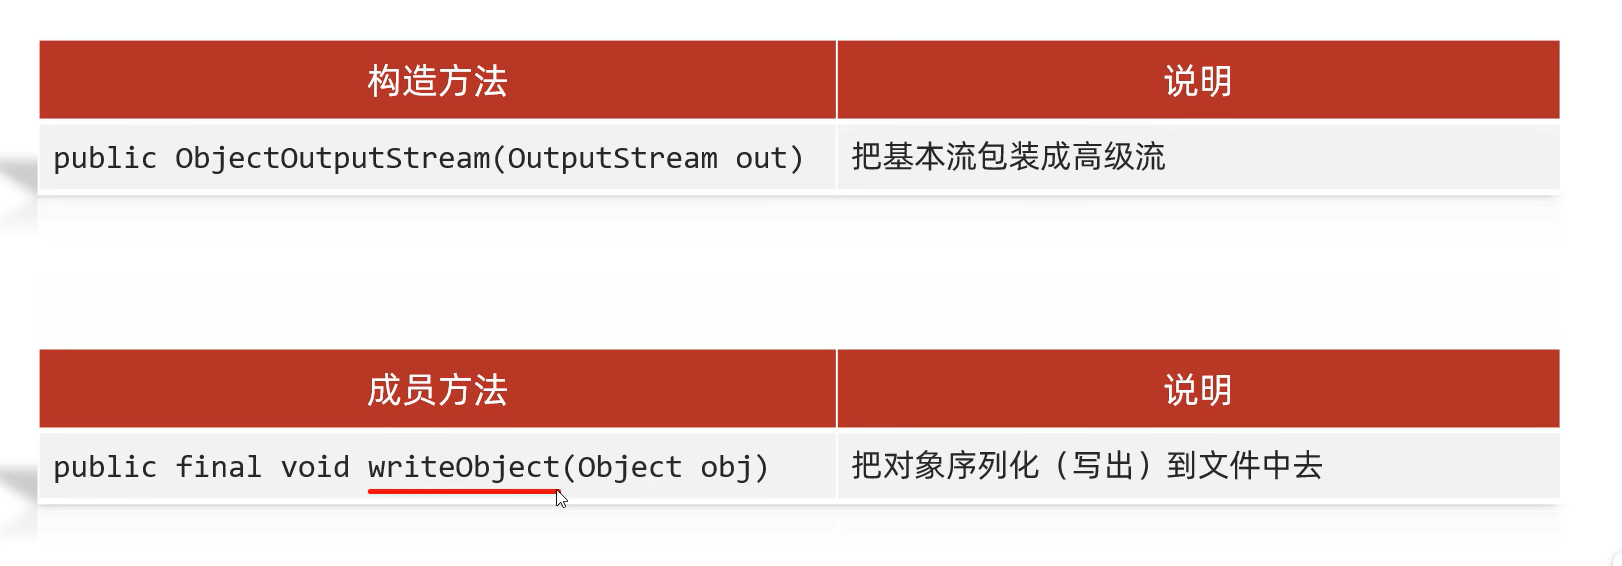 构造方法 说明
public ObjectOutputStream(OutputStream out) 把基本流包装成高级流
成员方法 说明
public final void writeObject(Object obj) 把对象序列化（写出）到文件中去